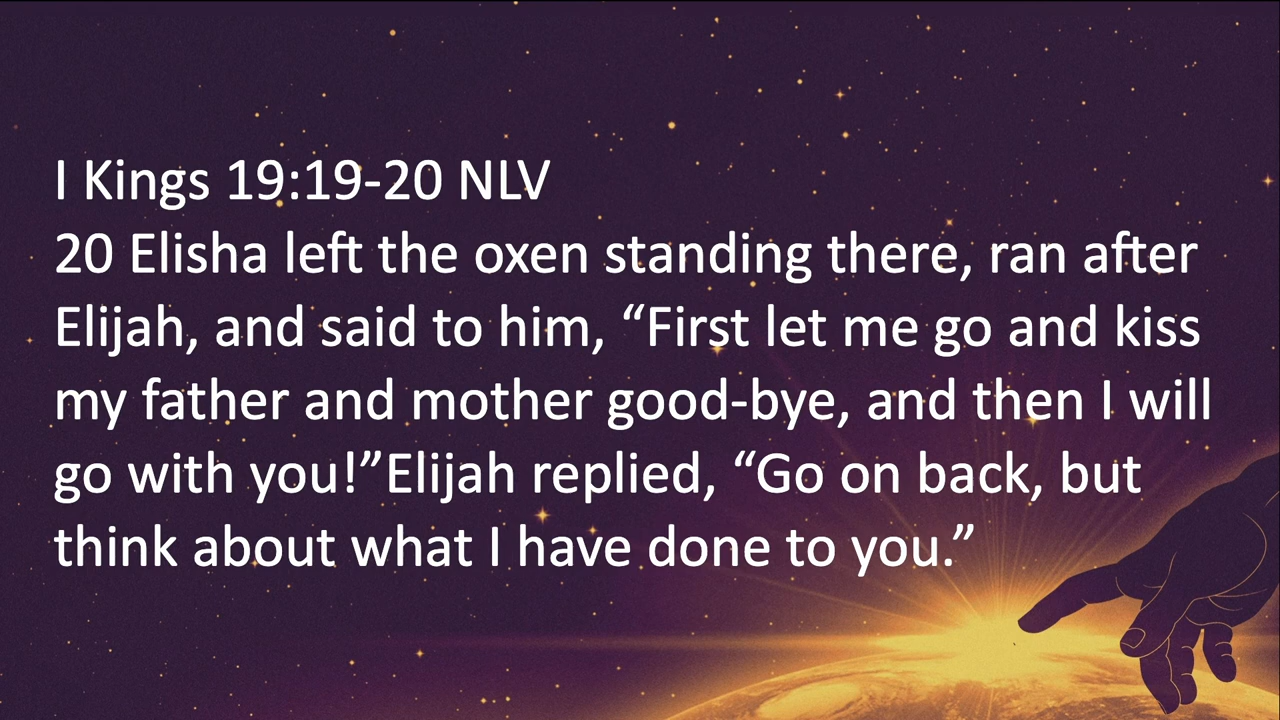 I Kings 19:19-20 NLV
20 Elisha left the oxen standing there, ran after
Elijah, and said to him, “First let me go and kiss
my father and mother good-bye, and then I will
go with you!”Elijah replied, “Go on back, but
think about what I have done to you.”